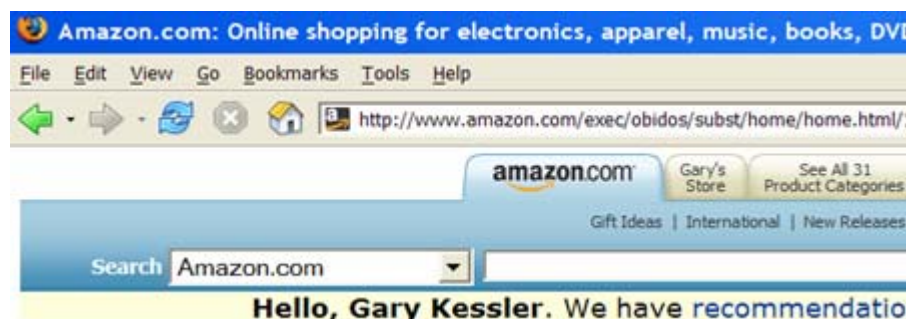 Amazon.com: Online shopping for electronics, apparel, music, books, DVD
File Edit View Go Bookmarks Tools Help
http://www.amazon.com/exec/obidos/subst/home/home.html/
amazon.com Gary's Store See All 31 Product Categories
Gift Ideas | International | New Releases
Search Amazon.com
Hello, Gary Kessler. We have recommendatio